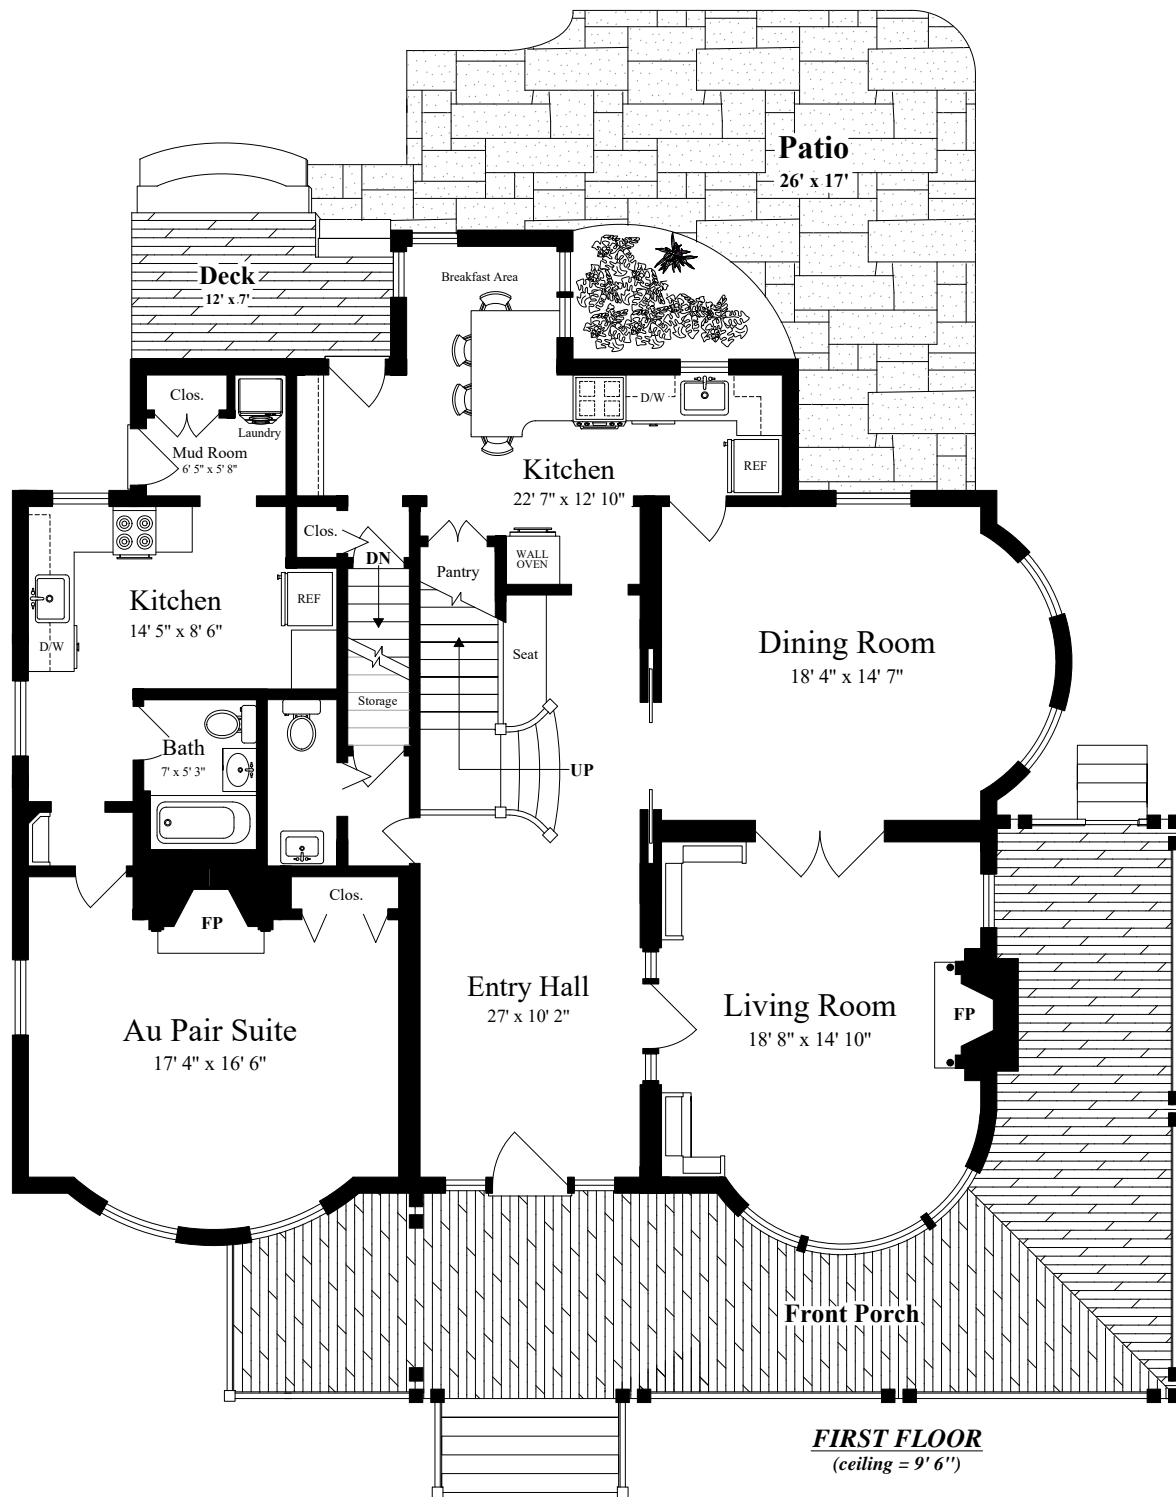 Patio
26' x 17'
Deck
12' x 7'
Breakfast Area
Clos.
Laundry
D/W
Mud Room
6' 5" x 5' 8"
REF
Kitchen
22' 7" x 12' 10"
Clos.
DN
WALL
OVEN
Pantry
Kitchen
14' 5" x 8' 6"
REF
D/W
Dining Room
18' 4" x 14' 7"
Seat
Storage
Bath
7' x 5' 3"
UP
Clos.
FP
Entry Hall
27' x 10' 2"
Living Room
18' 8" x 14' 10"
FP
Au Pair Suite
17' 4" x 16' 6"
Front Porch
FIRST FLOOR
(ceiling = 9' 6")